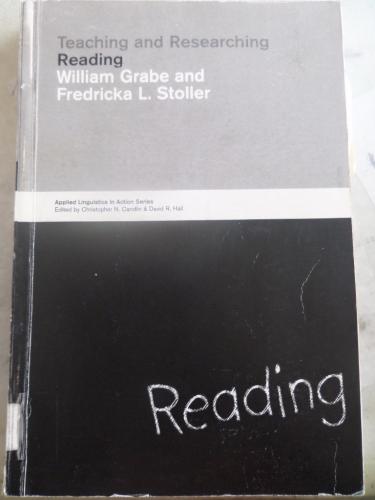 Teaching and Researching
Reading
William Grabe and
Fredricka L. Stoller
Applied Linguistics in Action Series
Edited by Christopher N. Candlin & David R. Hall
Reading